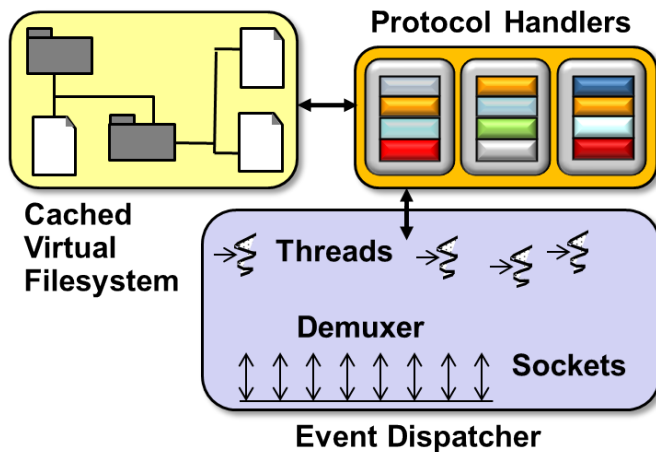 Protocol Handlers
Cached
Virtual
Filesystem
Threads
Demuxer
Sockets
Event Dispatcher